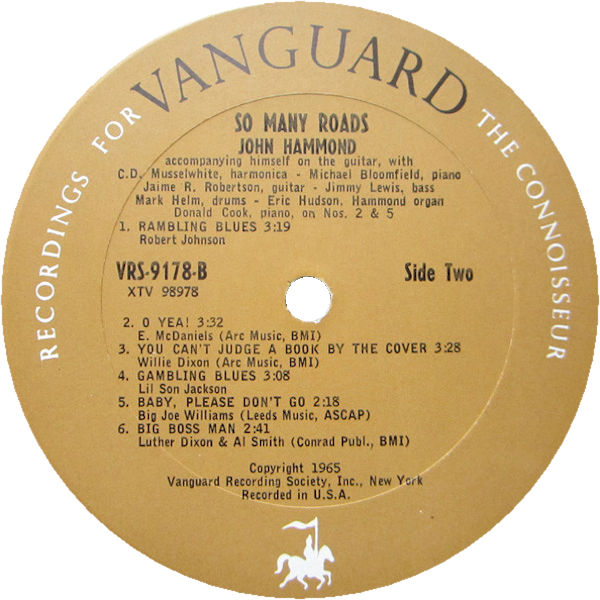 RECORDINGS FOR VANGUARD THE CONNOISSEUR
SO MANY ROADS
JOHN HAMMOND
accompanying himself on the guitar, with
C.D. Musselwhite, harmonica - Michael Bloomfield, piano
Jaime R. Robertson, guitar - Jimmy Lewis, bass
Mark Helm, drums - Eric Hudson, Hammond organ
Donald Cook, piano, on Nos. 2 & 5
1. RAMBLING BLUES 3:19
Robert Johnson
VRS-9178-B Side Two
XTV 98978
2. O YEA! 3:32
E. McDaniels (Arc Music, BMI)
3. YOU CAN'T JUDGE A BOOK BY THE COVER 3:28
Willie Dixon (Arc Music, BMI)
4. GAMBLING BLUES 3:08
Lil Son Jackson
5. BABY, PLEASE DON'T GO 2:18
Big Joe Williams (Leeds Music, ASCAP)
6. BIG BOSS MAN 2:41
Luther Dixon & Al Smith (Conrad Publ., BMI)
Copyright 1965
Vanguard Recording Society, Inc., New York
Recorded in U.S.A.